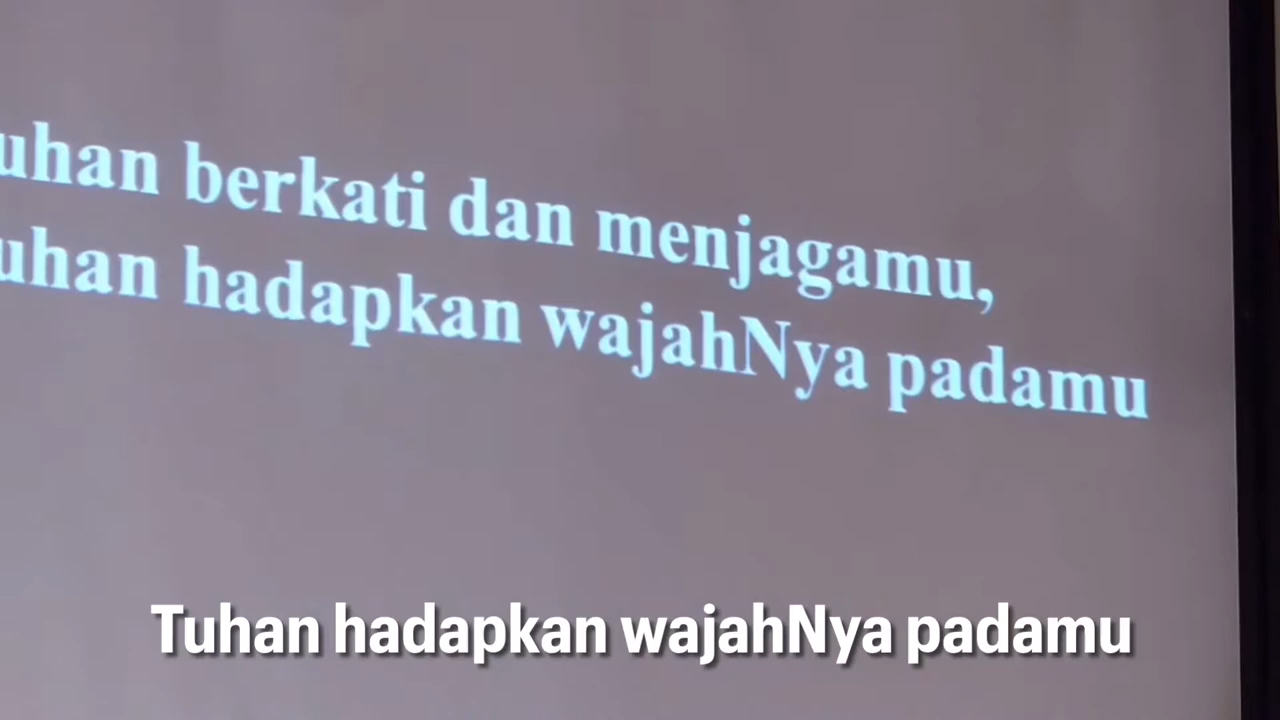 uhan berkati dan menjagamu,
uhan hadapkan wajahNya padamu
Tuhan hadapkan wajahNya padamu